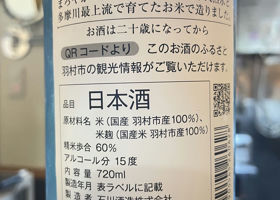 多摩川最上流で育てたお米で造りました。
お酒は二十歳になってから
QRコードより このお酒のふるさと
羽村市の観光情報がご覧いただけます。
品目 日本酒
原材料名 米(国産 羽村市産100%)、
米麹(国産米 羽村市産100%)
精米歩合 60%
アルコール分 15度
内容量 720ml
製造年月 表ラベルに記載
製造者 石川酒造株式会社